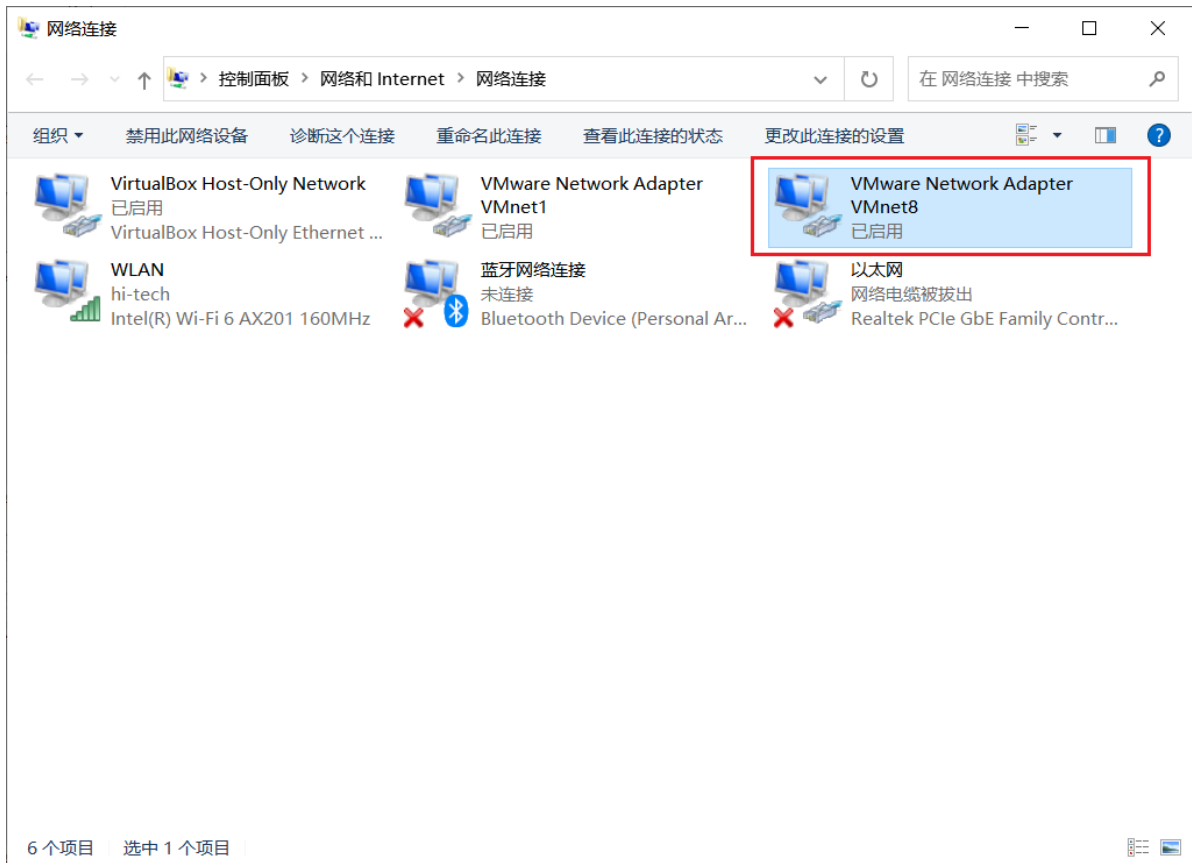 网络连接
控制面板 › 网络和 Internet › 网络连接
在 网络连接 中搜索
组织 禁用此网络设备 诊断这个连接 重命名此连接 查看此连接的状态 更改此连接的设置
VirtualBox Host-Only Network
已启用
VirtualBox Host-Only Ethernet ...
VMware Network Adapter
VMnet1
已启用
VMware Network Adapter
VMnet8
已启用
WLAN
hi-tech
Intel(R) Wi-Fi 6 AX201 160MHz
蓝牙网络连接
未连接
Bluetooth Device (Personal Ar...
以太网
网络电缆被拔出
Realtek PCIe GbE Family Contr...
6 个项目 选中 1 个项目